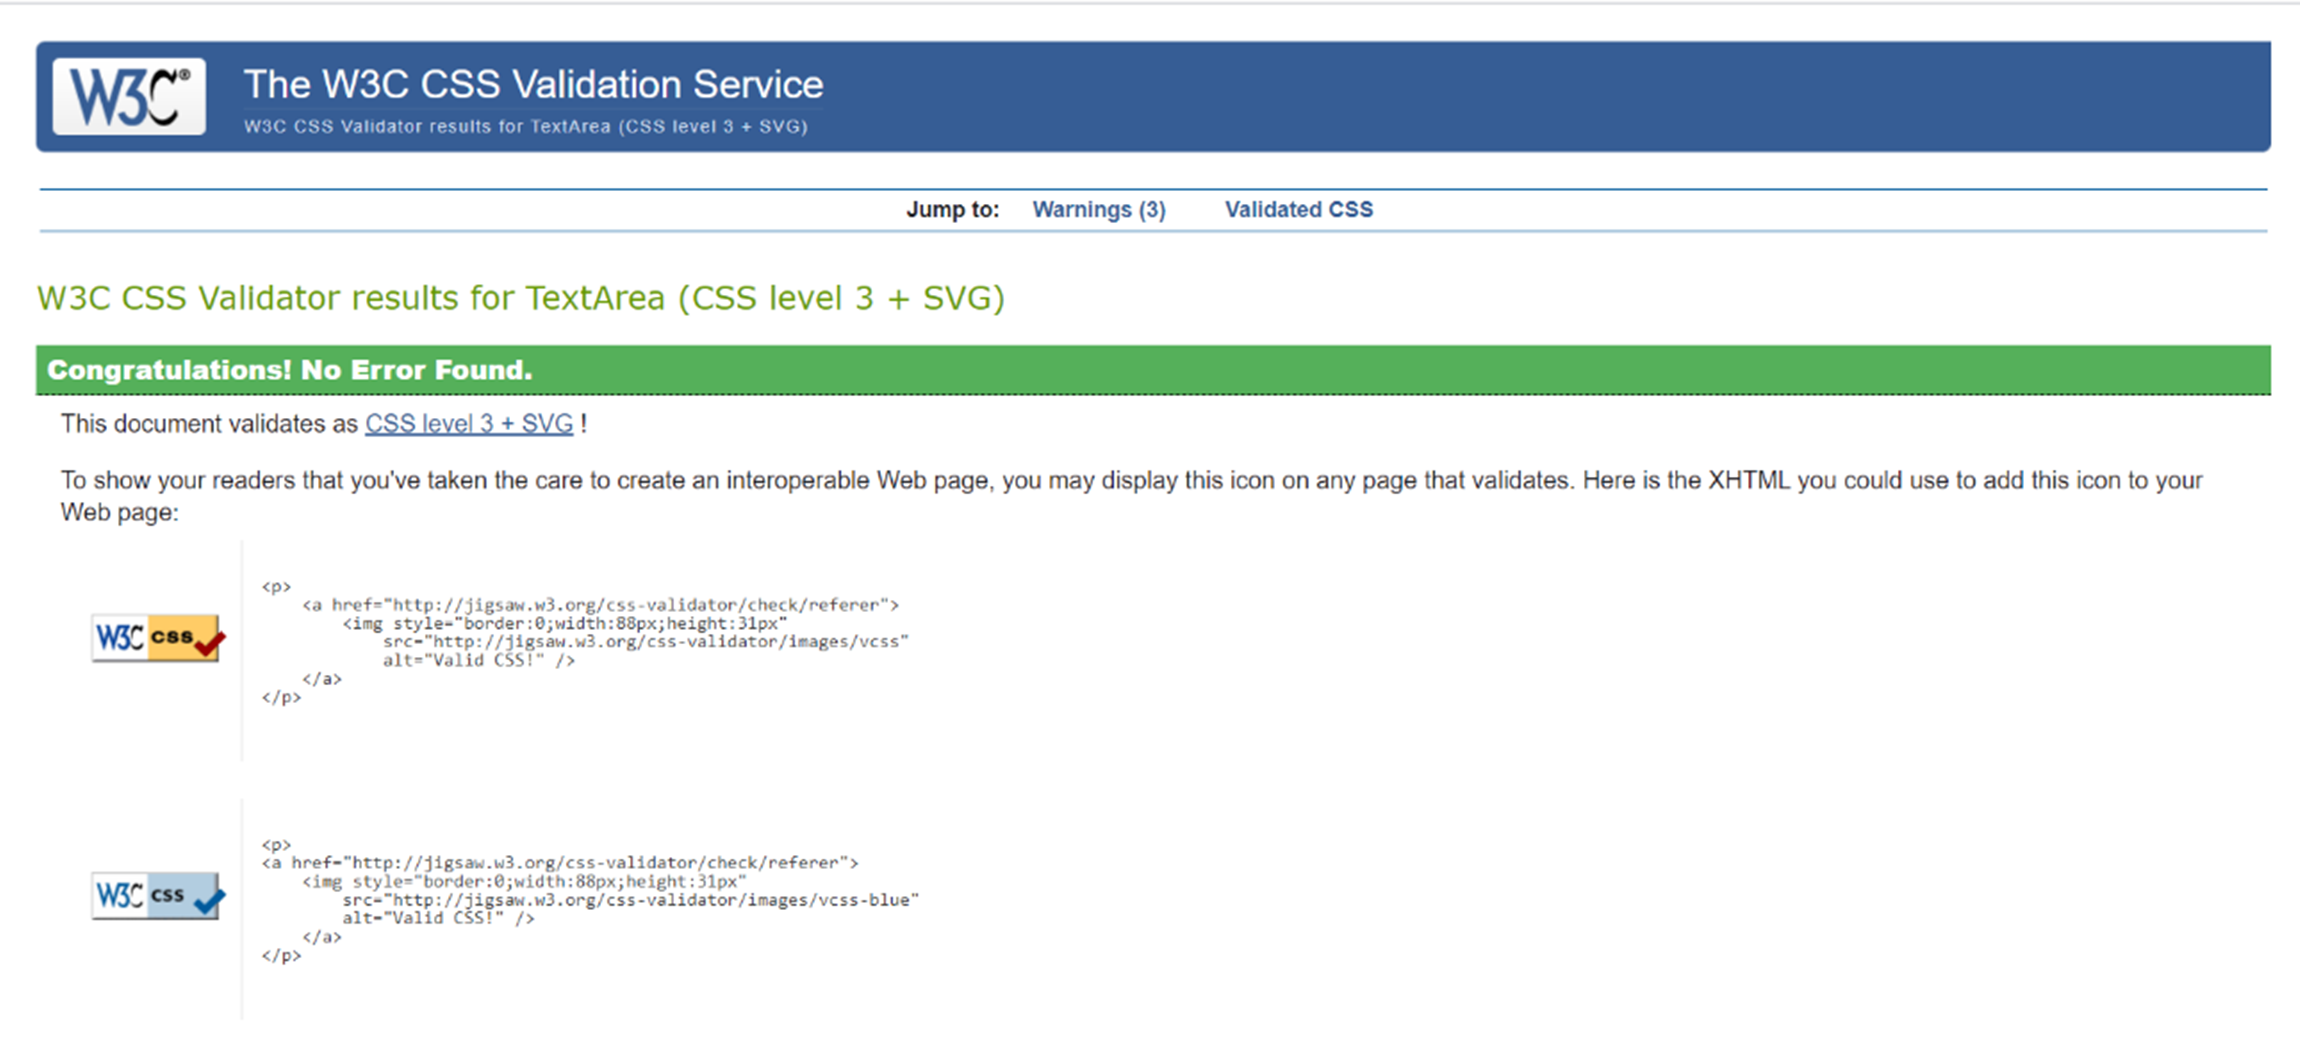 W3C®
The W3C CSS Validation Service
W3C CSS Validator results for TextArea (CSS level 3 + SVG)
Jump to: Warnings (3) Validated CSS
W3C CSS Validator results for TextArea (CSS level 3 + SVG)
Congratulations! No Error Found.
This document validates as CSS level 3 + SVG !
To show your readers that you've taken the care to create an interoperable Web page, you may display this icon on any page that validates. Here is the XHTML you could use to add this icon to your
Web page:
W3C css
<p>
    <a href="http://jigsaw.w3.org/css-validator/check/referer">
        <img style="border:0;width:88px;height:31px"
            src="http://jigsaw.w3.org/css-validator/images/vcss"
            alt="Valid CSS!" />
    </a>
</p>
W3C css
<p>
<a href="http://jigsaw.w3.org/css-validator/check/referer">
    <img style="border:0;width:88px;height:31px"
        src="http://jigsaw.w3.org/css-validator/images/vcss-blue"
        alt="Valid CSS!" />
    </a>
</p>